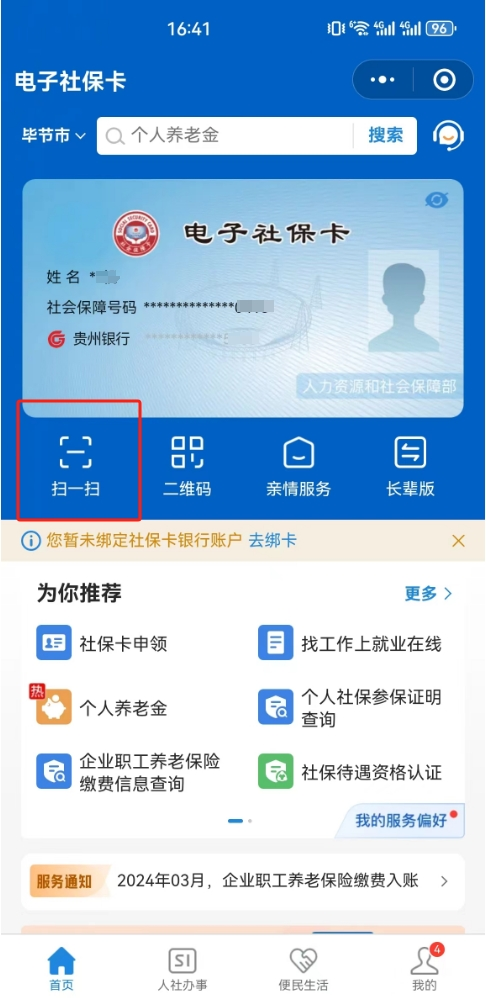 16:41
4G 4G 96
电子社保卡
毕节市 个人养老金 搜索
电子社保卡
姓名 *
社会保障号码 **************
贵州银行
人力资源和社会保障部
扫一扫 二维码 亲情服务 长辈版
您暂未绑定社保卡银行账户 去绑卡
为你推荐 更多
社保卡申领 找工作上就业在线
热
个人养老金 个人社保参保证明
查询
企业职工养老保险
缴费信息查询 社保待遇资格认证
我的服务偏好
服务通知 2024年03月，企业职工养老保险缴费入账
4
首页 人社办事 便民生活 我的